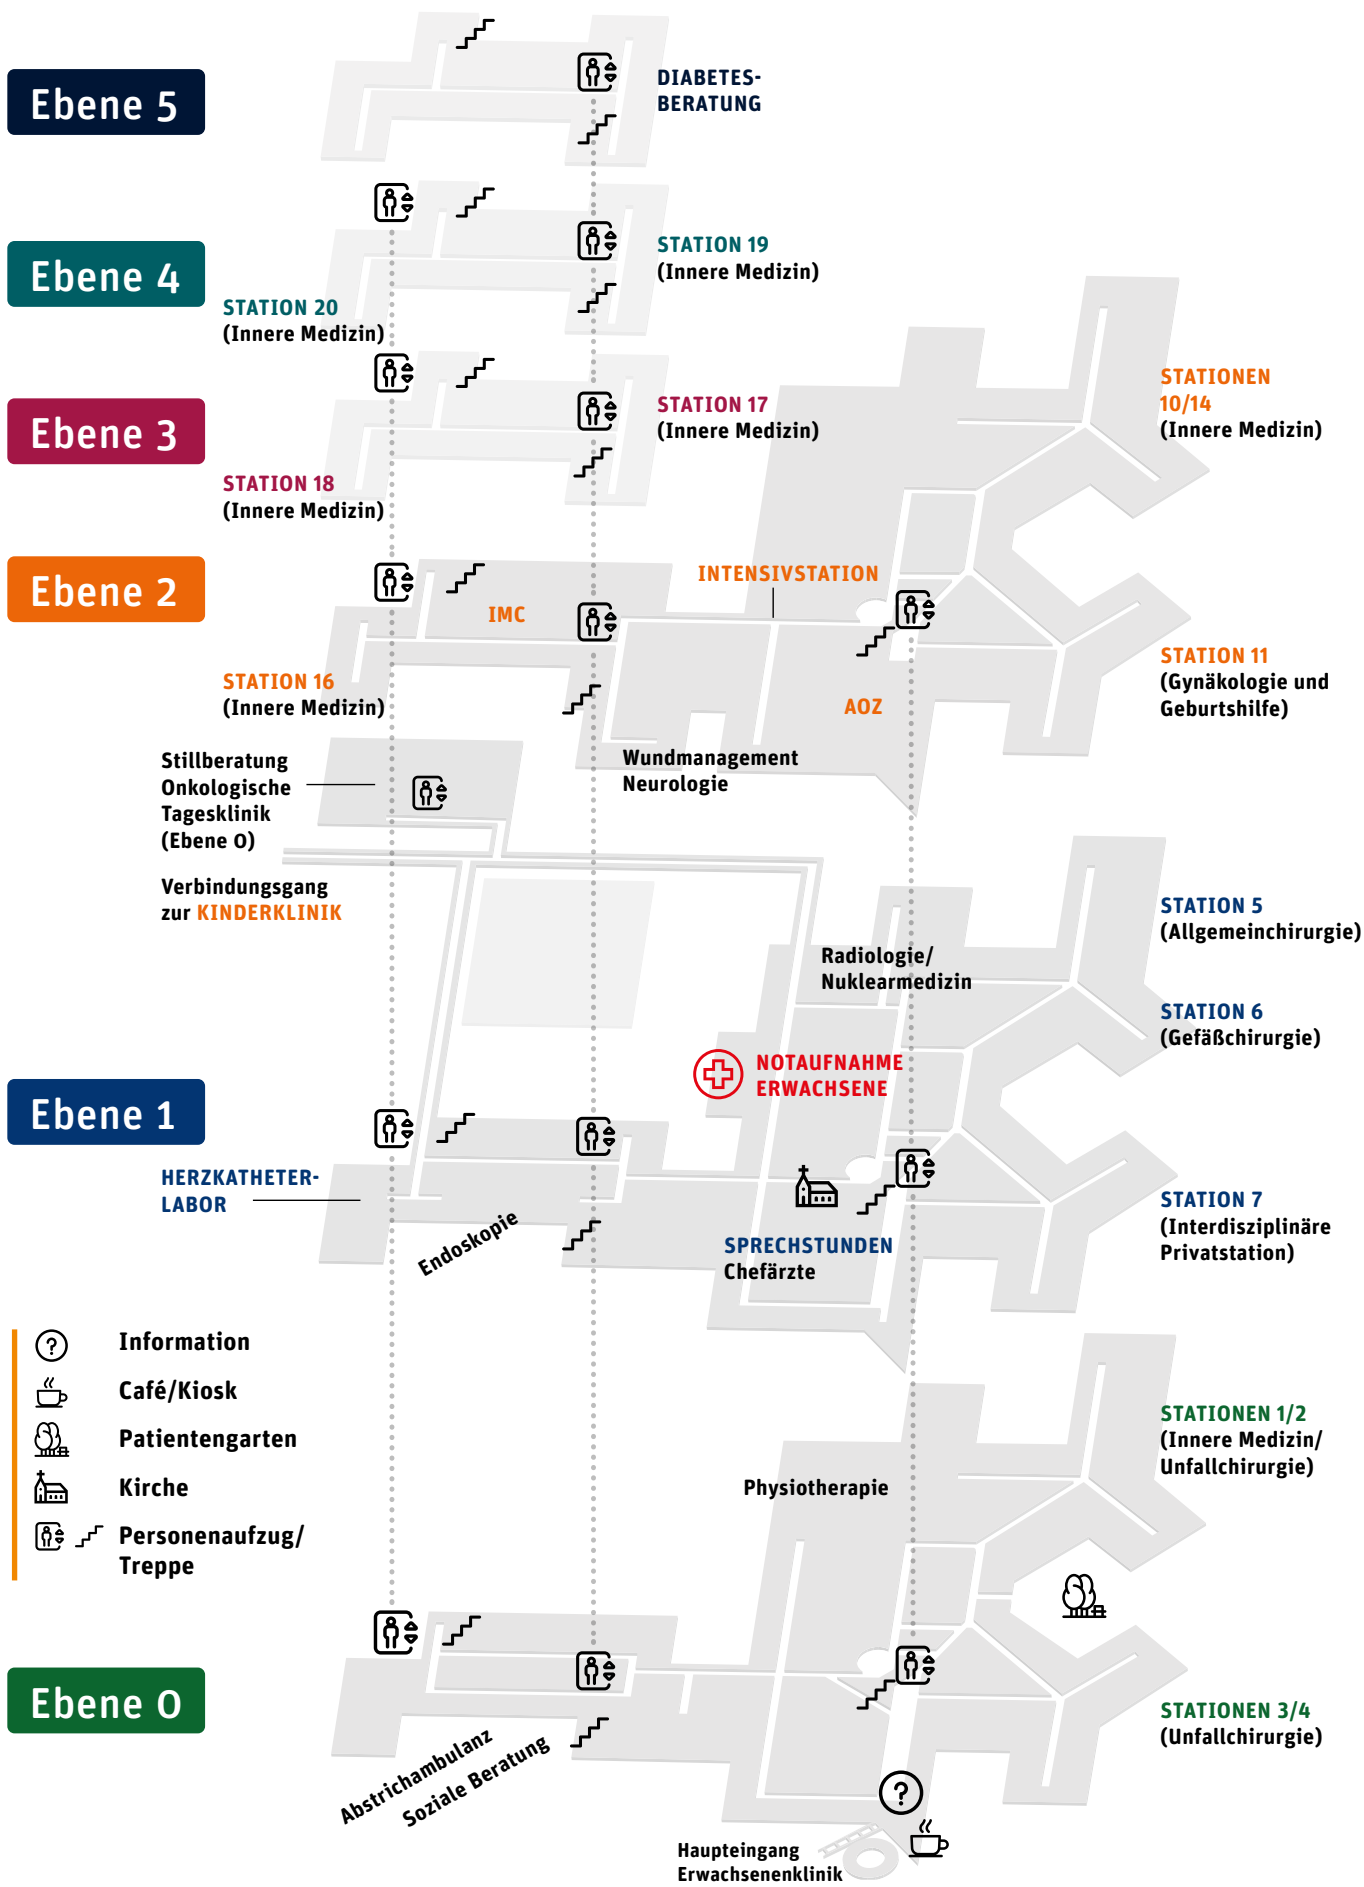 Ebene 5
DIABETES-
BERATUNG
Ebene 4
STATION 19
(Innere Medizin)
STATION 20
(Innere Medizin)
Ebene 3
STATION 17
(Innere Medizin)
STATION 18
(Innere Medizin)
STATIONEN
10/14
(Innere Medizin)
Ebene 2
INTENSIVSTATION
IMC
STATION 16
(Innere Medizin)
AOZ
STATION 11
(Gynäkologie und
Geburtshilfe)
Wundmanagement
Neurologie
Stillberatung
Onkologische
Tagesklinik
(Ebene 0)
Verbindungsgang
zur KINDERKLINIK
Radiologie/
Nuklearmedizin
STATION 5
(Allgemeinchirurgie)
STATION 6
(Gefäßchirurgie)
NOTAUFNAHME
ERWACHSENE
Ebene 1
HERZKATHETER-
LABOR
Endoskopie
SPRECHSTUNDEN
Chefärzte
STATION 7
(Interdisziplinäre
Privatstation)
? Information
Café/Kiosk
Patientengarten
Kirche
Personenaufzug/
Treppe
STATIONEN 1/2
(Innere Medizin/
Unfallchirurgie)
Physiotherapie
Ebene 0
Abstrichambulanz
Soziale Beratung
STATIONEN 3/4
(Unfallchirurgie)
?
Haupteingang
Erwachsenenklinik